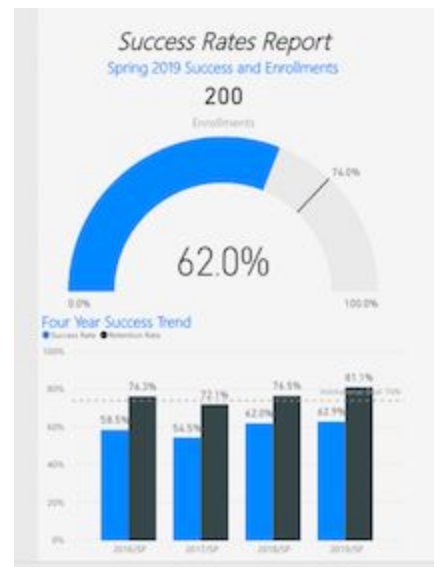 Success Rates Report
Spring 2019 Success and Enrollments
200
Enrollments
74.0%
62.0%
0.0%
100.0%
Four Year Success Trend
Success Rate Retention Rate
100%
80%
60%
40%
20%
0%
58.5%
76.3%
54.5%
72.1%
62.0%
76.5%
62.9%
81.1%
2016/SP
2017/SP
2018/SP
2019/SP